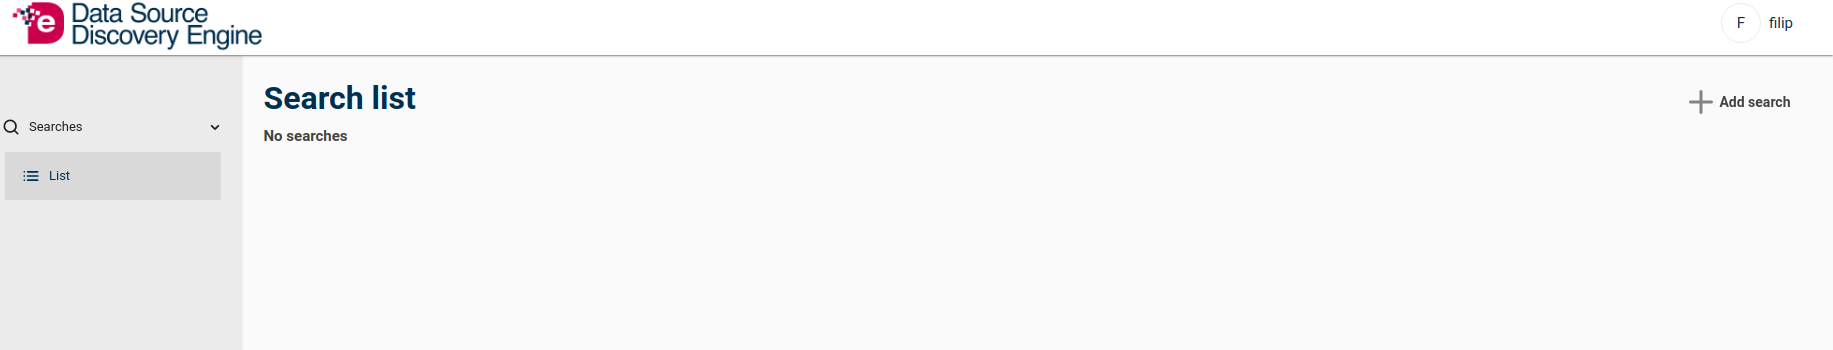 e
Data Source
Discovery Engine
F filip
Searches
List
Search list
Add search
No searches